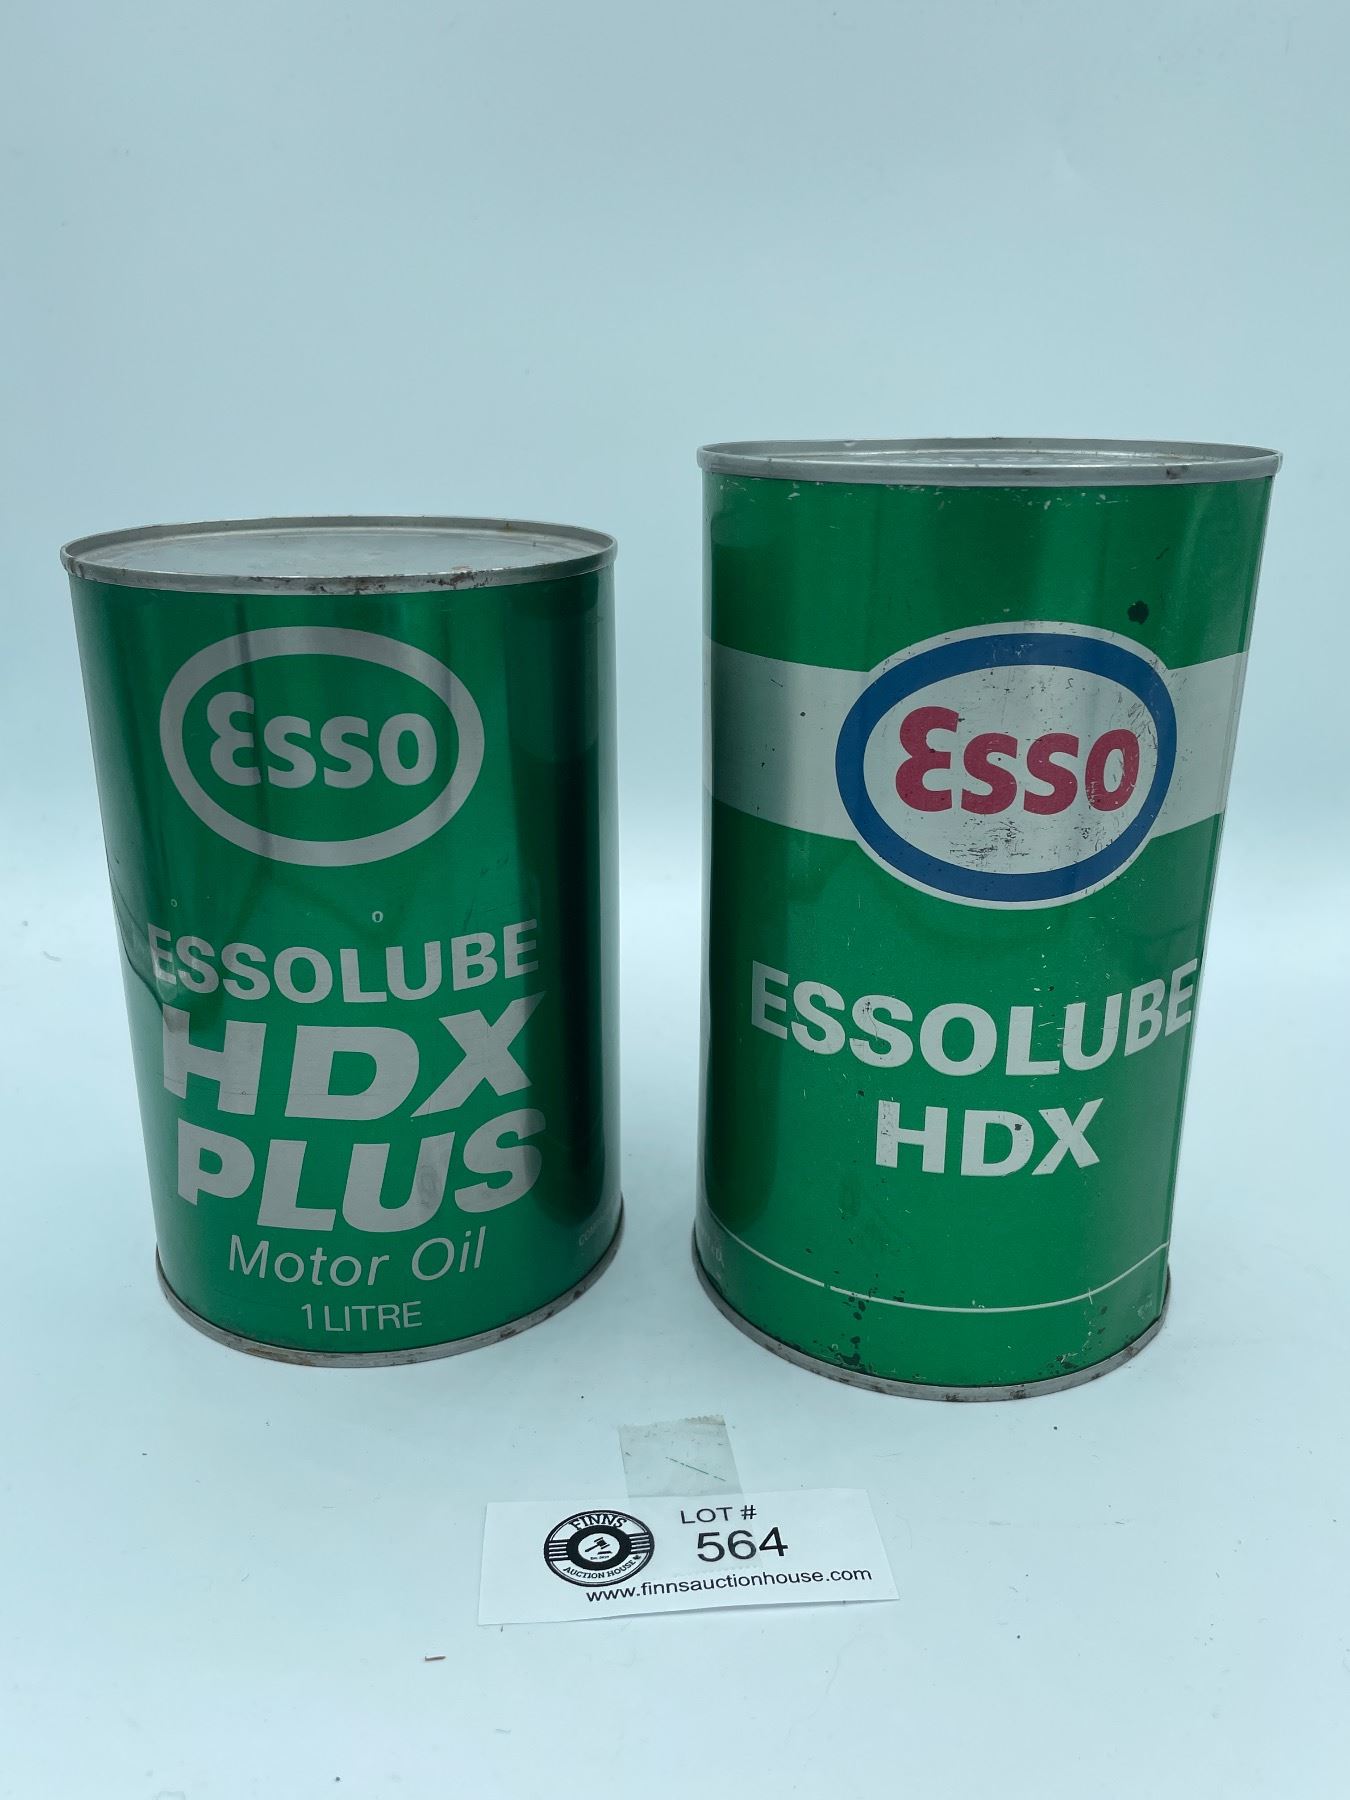 Esso
ESSOLUBE
HDX
PLUS
Motor Oil
1 LITRE
Esso
ESSOLUBE
HDX
FINNS
AUCTION HOUSE
LOT #
564
www.finnsauctionhouse.com